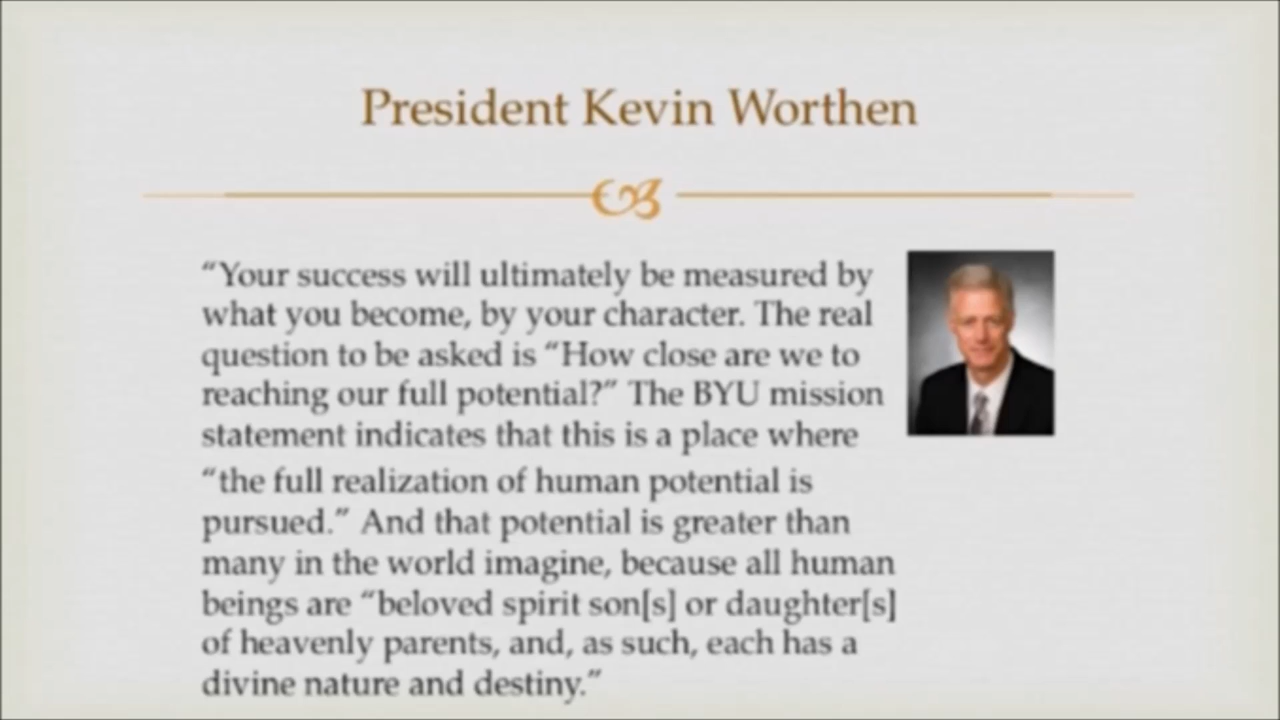 President Kevin Worthen
“Your success will ultimately be measured by
what you become, by your character. The real
question to be asked is “How close are we to
reaching our full potential?” The BYU mission
statement indicates that this is a place where
“the full realization of human potential is
pursued.” And that potential is greater than
many in the world imagine, because all human
beings are “beloved spirit son[s] or daughter[s]
of heavenly parents, and, as such, each has a
divine nature and destiny.”